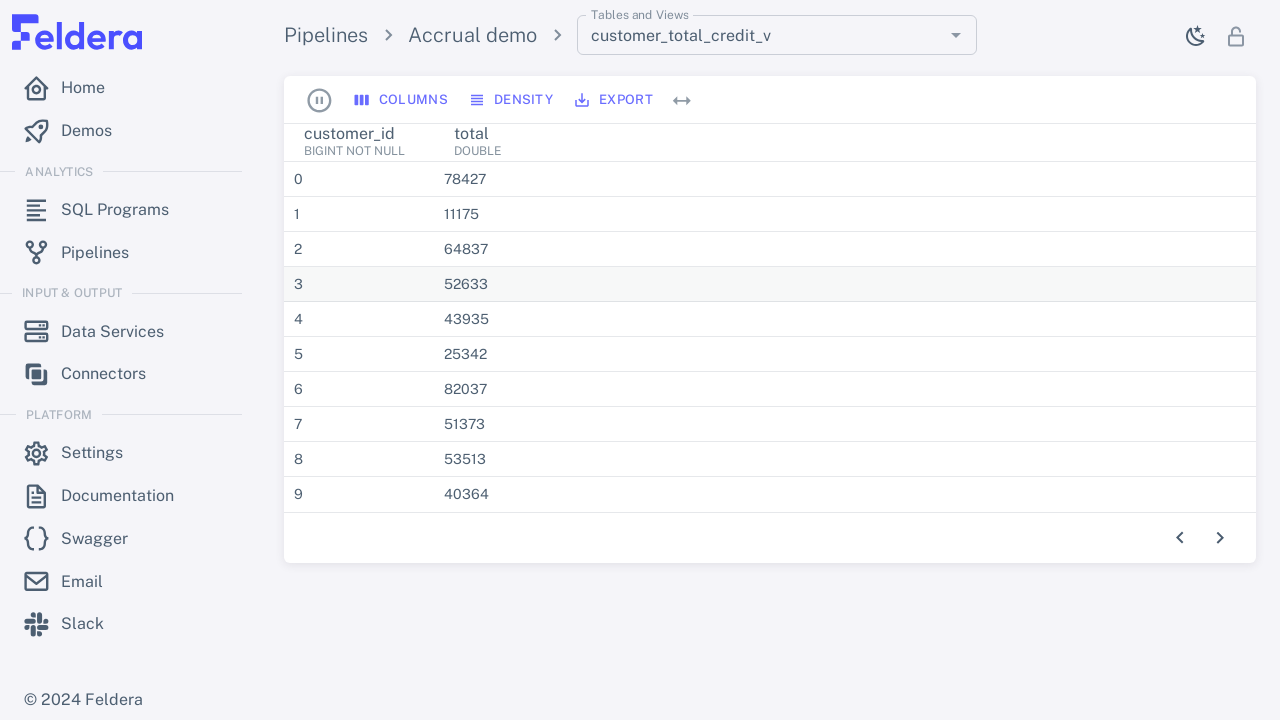 Feldera
Home
Demos
ANALYTICS
SQL Programs
Pipelines
INPUT & OUTPUT
Data Services
Connectors
PLATFORM
Settings
Documentation
Swagger
Email
Slack
© 2024 Feldera
Pipelines > Accrual demo >
Tables and Views
customer_total_credit_v
COLUMNS DENSITY EXPORT
customer_id total
BIGINT NOT NULL DOUBLE
0 78427
1 11175
2 64837
3 52633
4 43935
5 25342
6 82037
7 51373
8 53513
9 40364